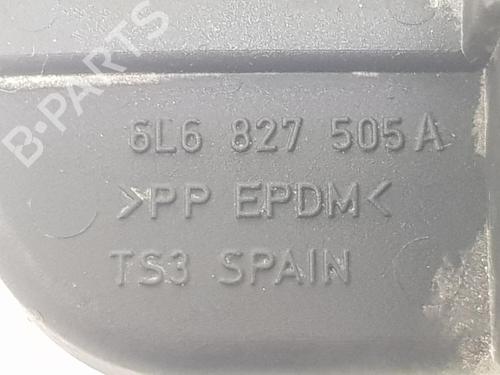 B-PARTS
6L6 827 505 A
>PP EPDM<
TS3 SPAIN